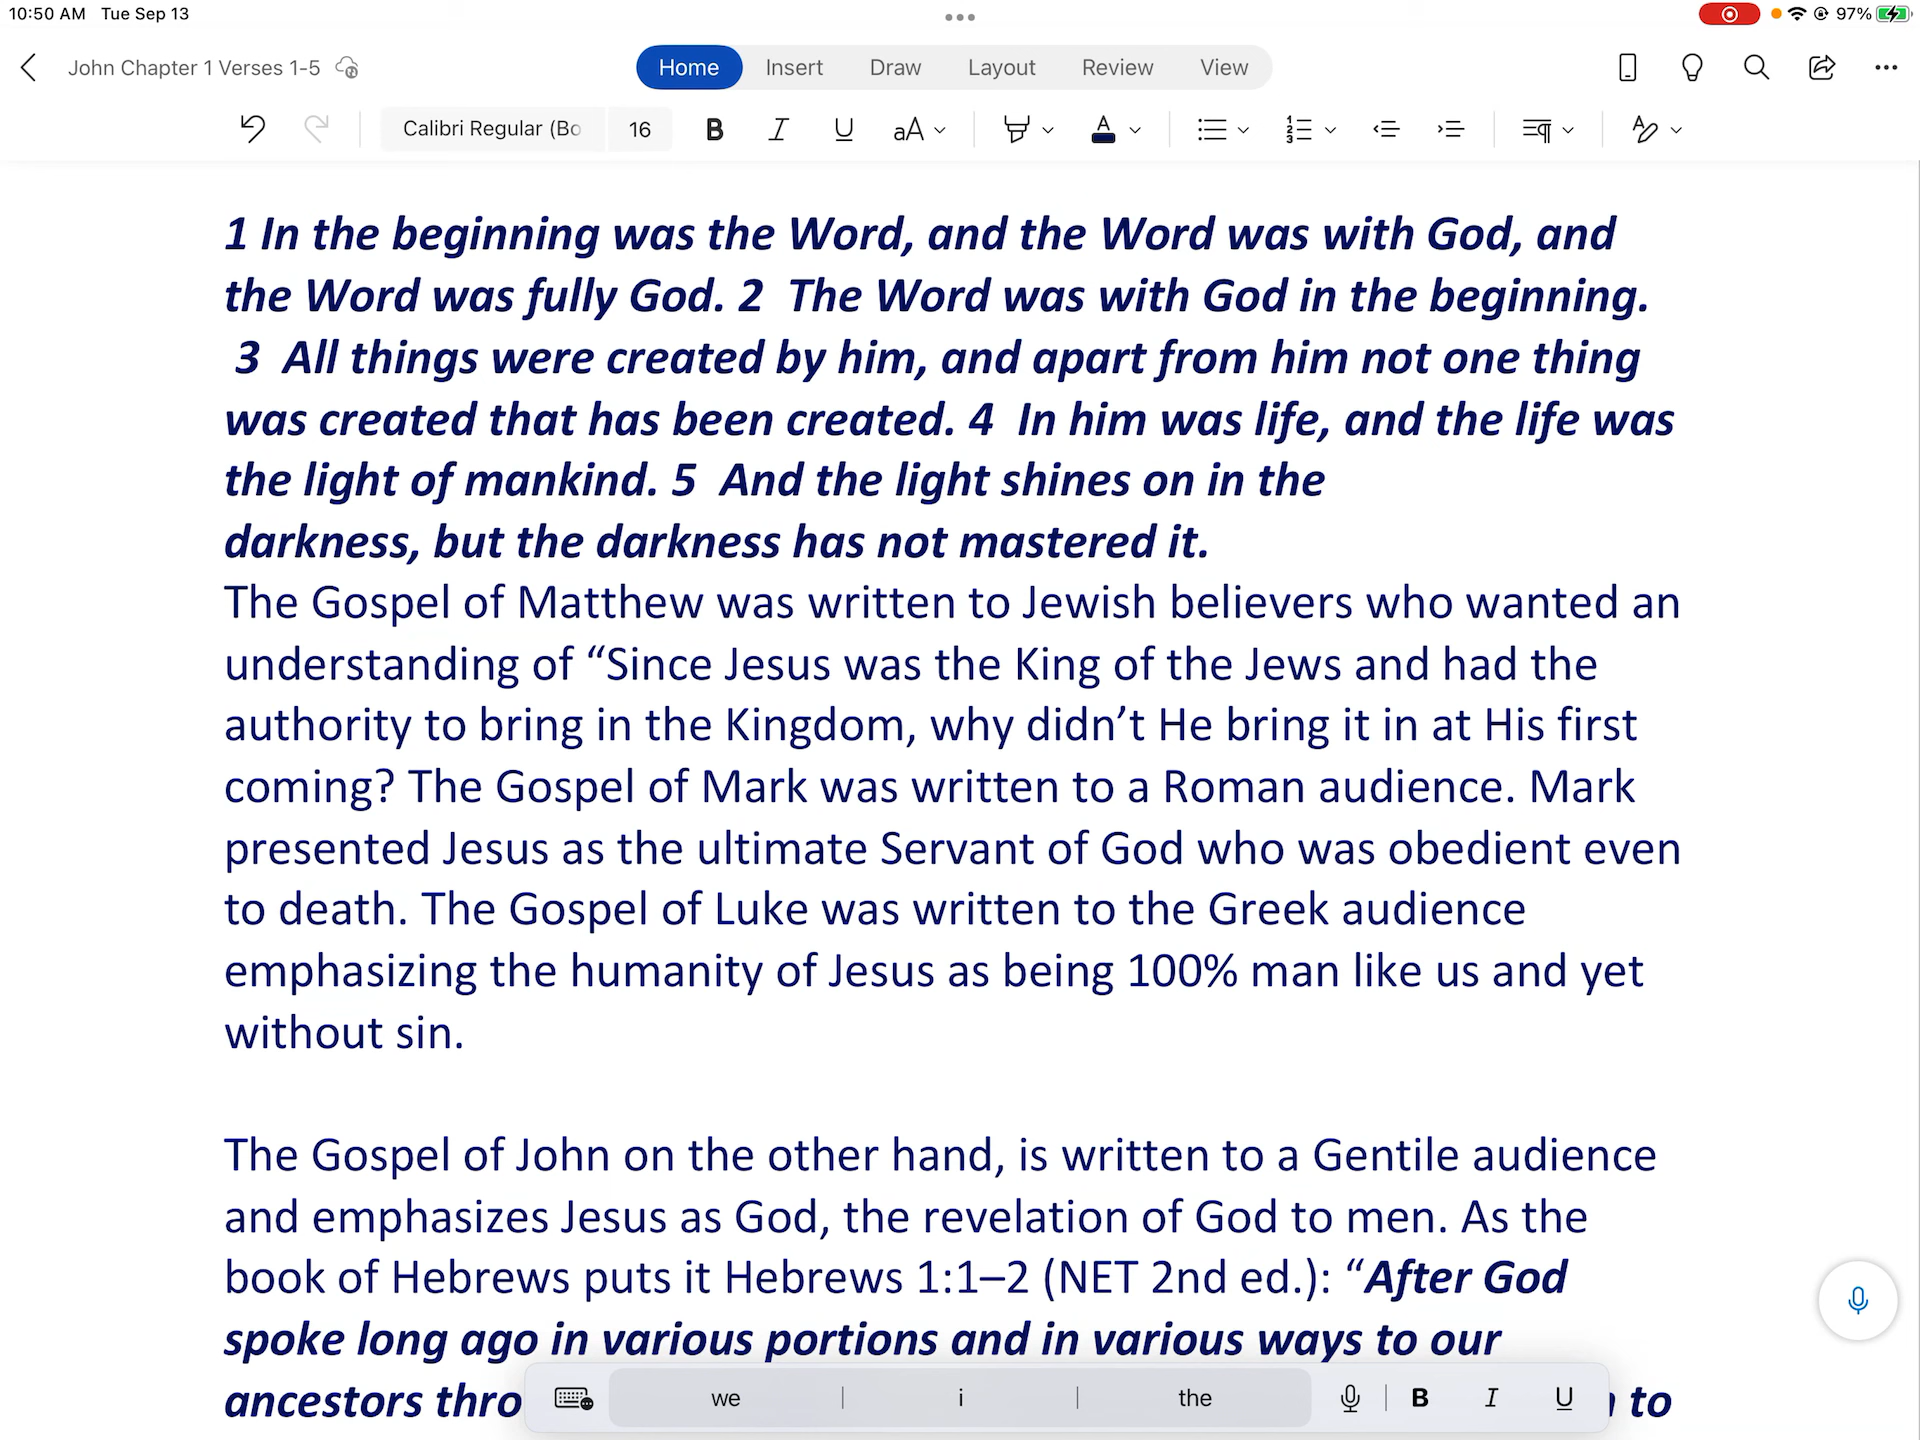 10:50 AM Tue Sep 13
97%
John Chapter 1 Verses 1-5
Home Insert Draw Layout Review View
Calibri Regular (Bo 16 B I U aA A
1 In the beginning was the Word, and the Word was with God, and
the Word was fully God. 2 The Word was with God in the beginning.
3 All things were created by him, and apart from him not one thing
was created that has been created. 4 In him was life, and the life was
the light of mankind. 5 And the light shines on in the
darkness, but the darkness has not mastered it.
The Gospel of Matthew was written to Jewish believers who wanted an
understanding of “Since Jesus was the King of the Jews and had the
authority to bring in the Kingdom, why didn’t He bring it in at His first
coming? The Gospel of Mark was written to a Roman audience. Mark
presented Jesus as the ultimate Servant of God who was obedient even
to death. The Gospel of Luke was written to the Greek audience
emphasizing the humanity of Jesus as being 100% man like us and yet
without sin.
The Gospel of John on the other hand, is written to a Gentile audience
and emphasizes Jesus as God, the revelation of God to men. As the
book of Hebrews puts it Hebrews 1:1–2 (NET 2nd ed.): “After God
spoke long ago in various portions and in various ways to our
ancestors thro to
we i the B I U